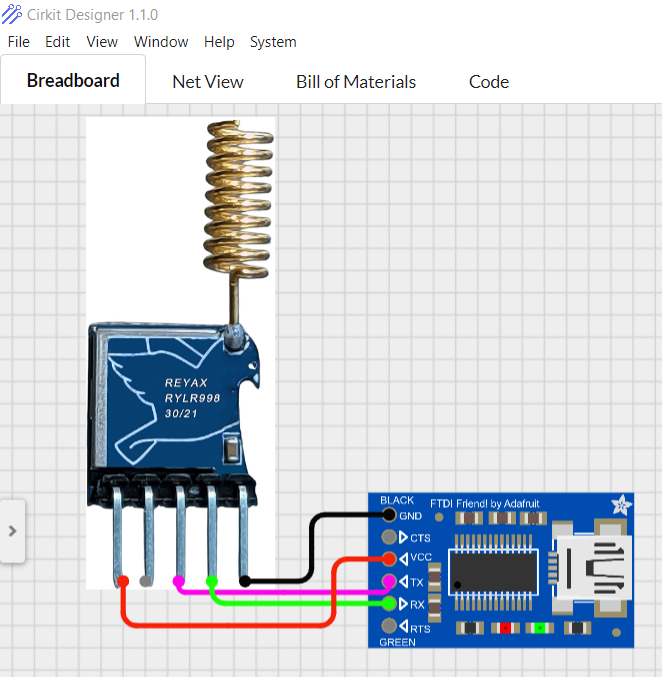 Cirkit Designer 1.1.0
File Edit View Window Help System
Breadboard Net View Bill of Materials Code
REYAX
RYLR998
30/21
BLACK
FTDI Friend! by Adafruit
GND
CTS
VCC
TX
RX
RTS
GREEN